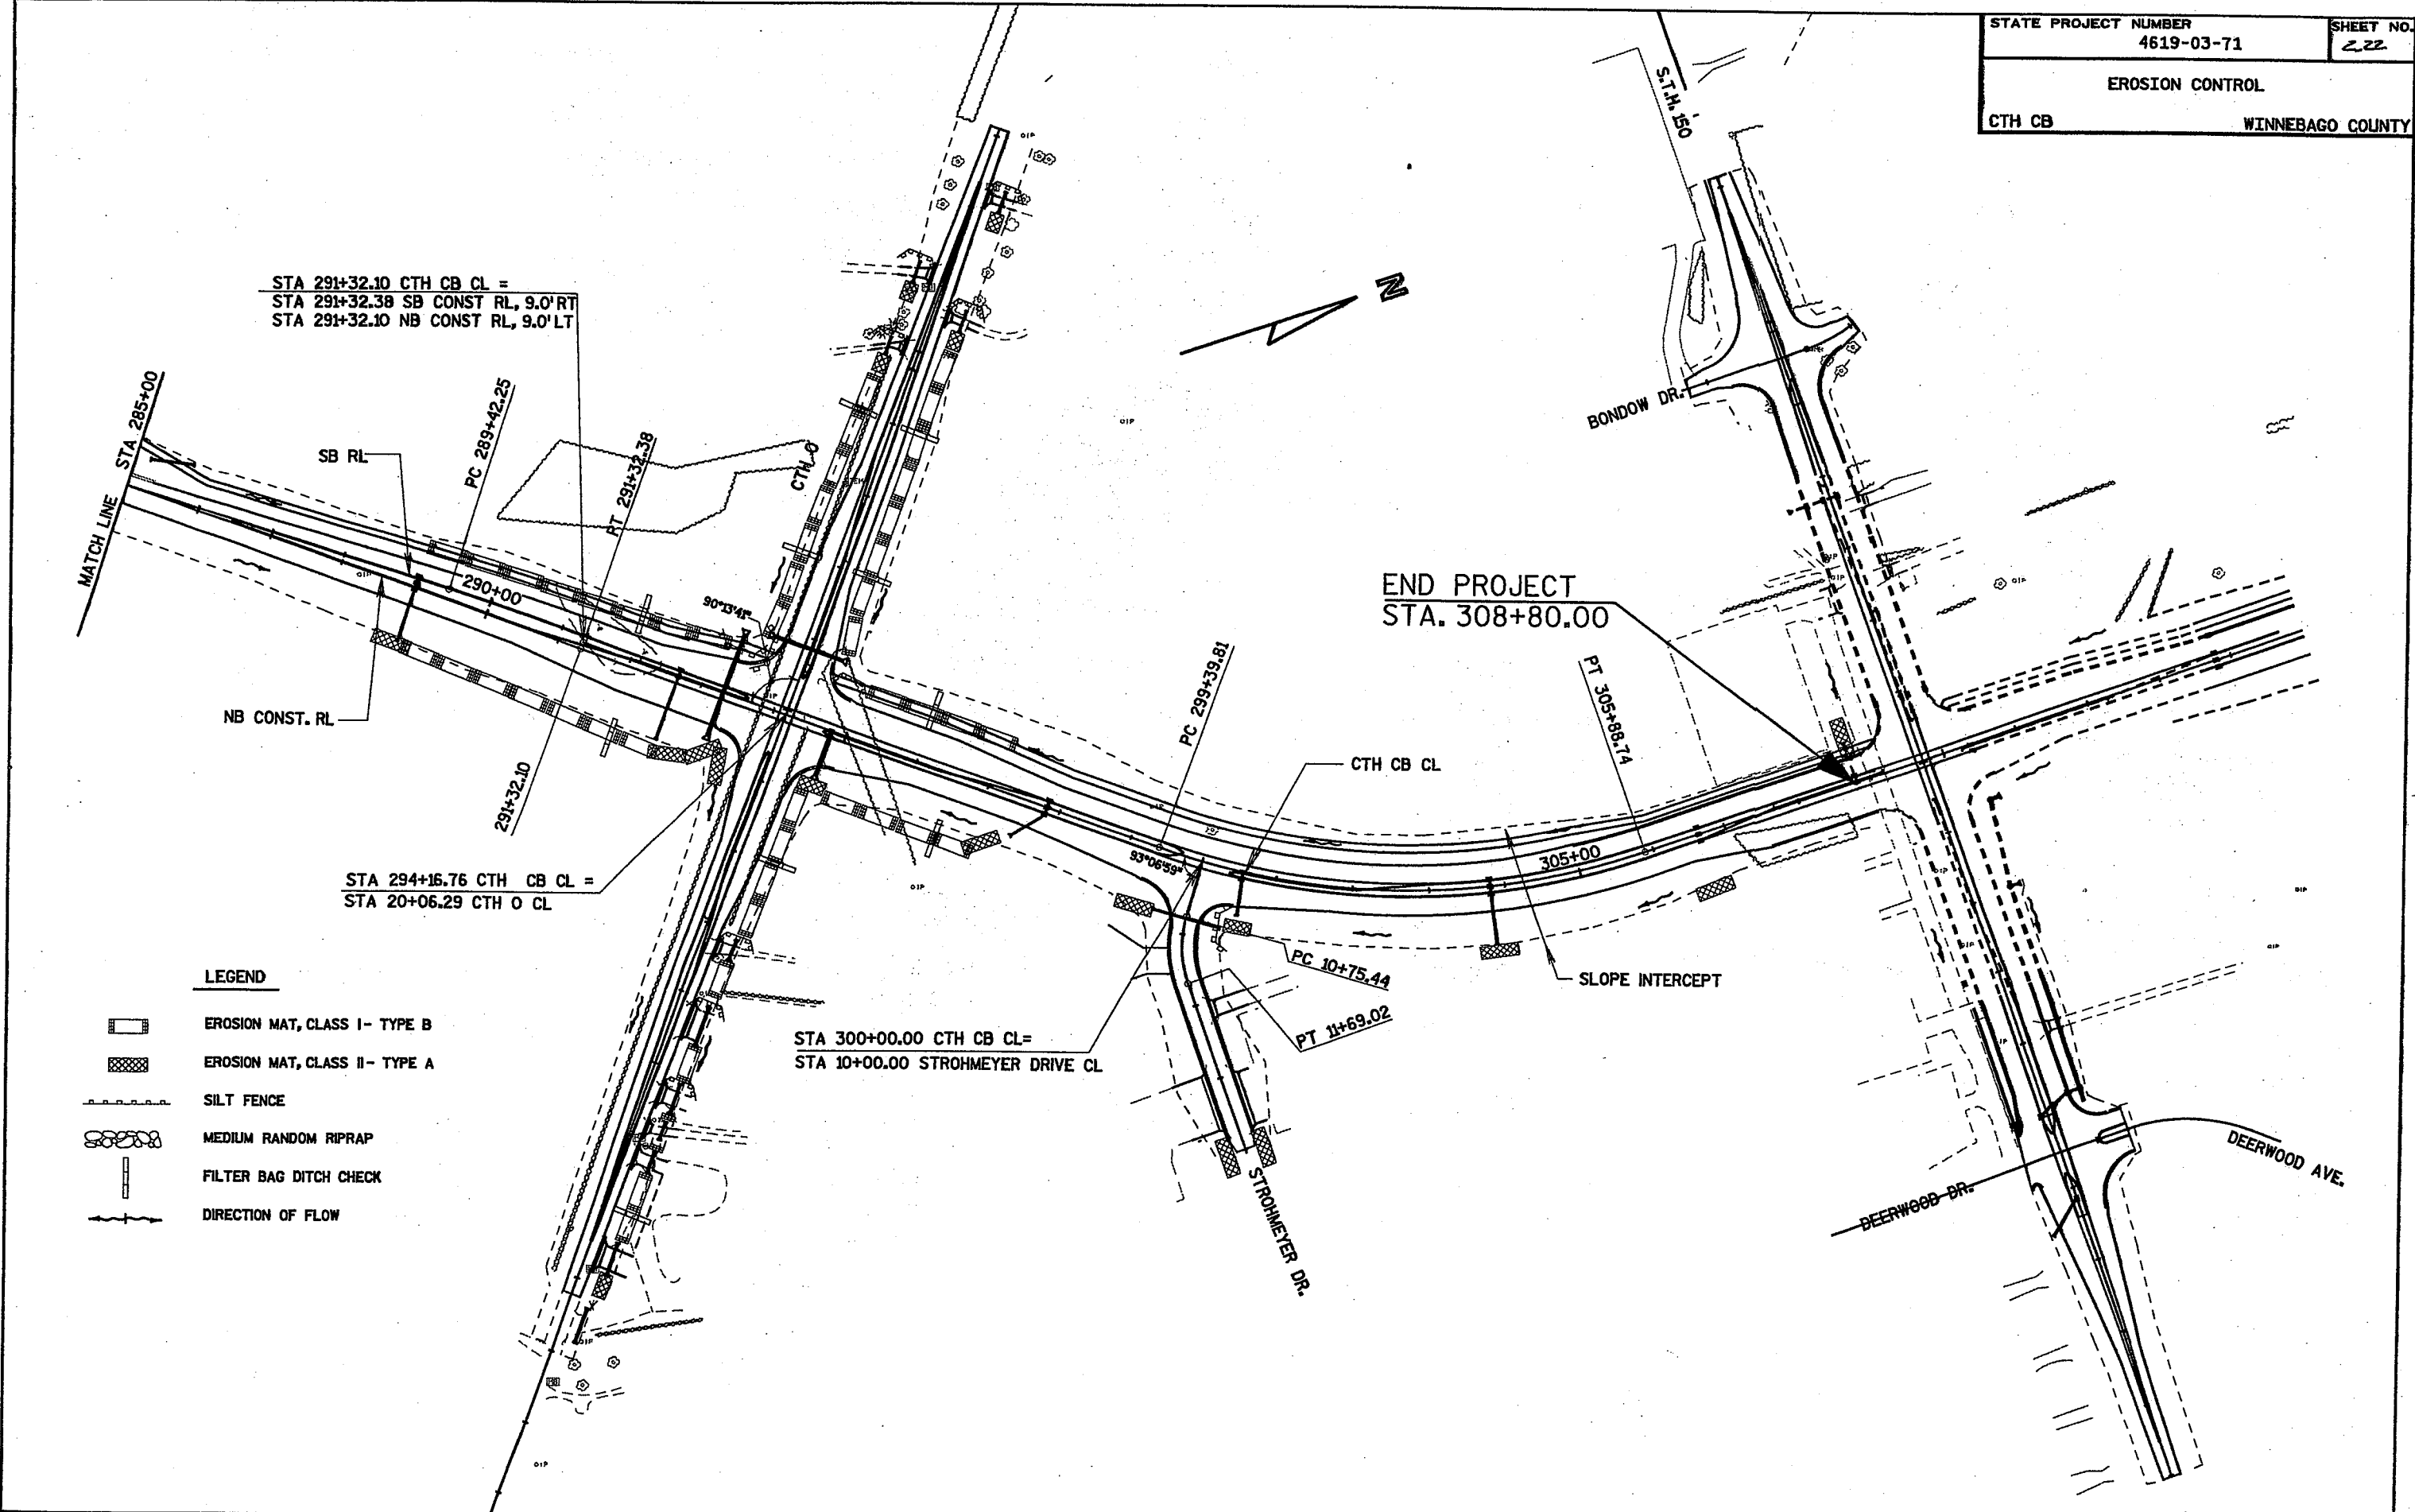 STATE PROJECT NUMBER
4619-03-71
SHEET NO.
2.22
EROSION CONTROL
CTH CB
WINNEBAGO COUNTY
S.T.H. 150
STA 291+32.10 CTH CB CL =
STA 291+32.38 SB CONST RL, 9.0' RT
STA 291+32.10 NB CONST RL, 9.0' LT
N
BONDOW DR.
MATCH LINE STA 285+00
SB RL
PC 289+42.25
PT 291+32.38
CTH O
290+00
90°13'41"
END PROJECT
STA. 308+80.00
NB CONST. RL
291+32.10
PC 299+39.81
PT 305+88.74
CTH CB CL
93°06'59"
305+00
STA 294+16.76 CTH CB CL =
STA 20+06.29 CTH O CL
PC 10+75.44
SLOPE INTERCEPT
PT 11+69.02
STA 300+00.00 CTH CB CL=
STA 10+00.00 STROHMEYER DRIVE CL
STROHMEYER DR.
DEERWOOD AVE.
DEERWOOD DR.
LEGEND
EROSION MAT, CLASS I- TYPE B
EROSION MAT, CLASS II- TYPE A
SILT FENCE
MEDIUM RANDOM RIPRAP
FILTER BAG DITCH CHECK
DIRECTION OF FLOW